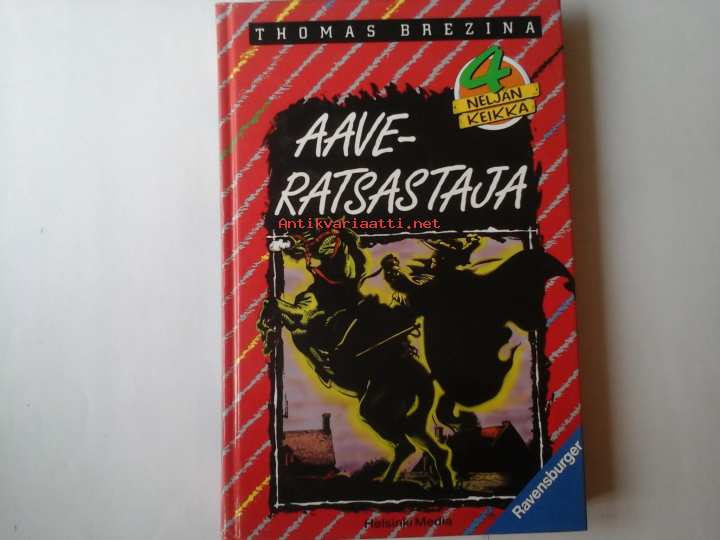 THOMAS BREZINA
4
NELJÄN
KEIKKA
AAVE-
RATSASTAJA
Antikvariaatti.net
Ravensburger
Helsinki Media